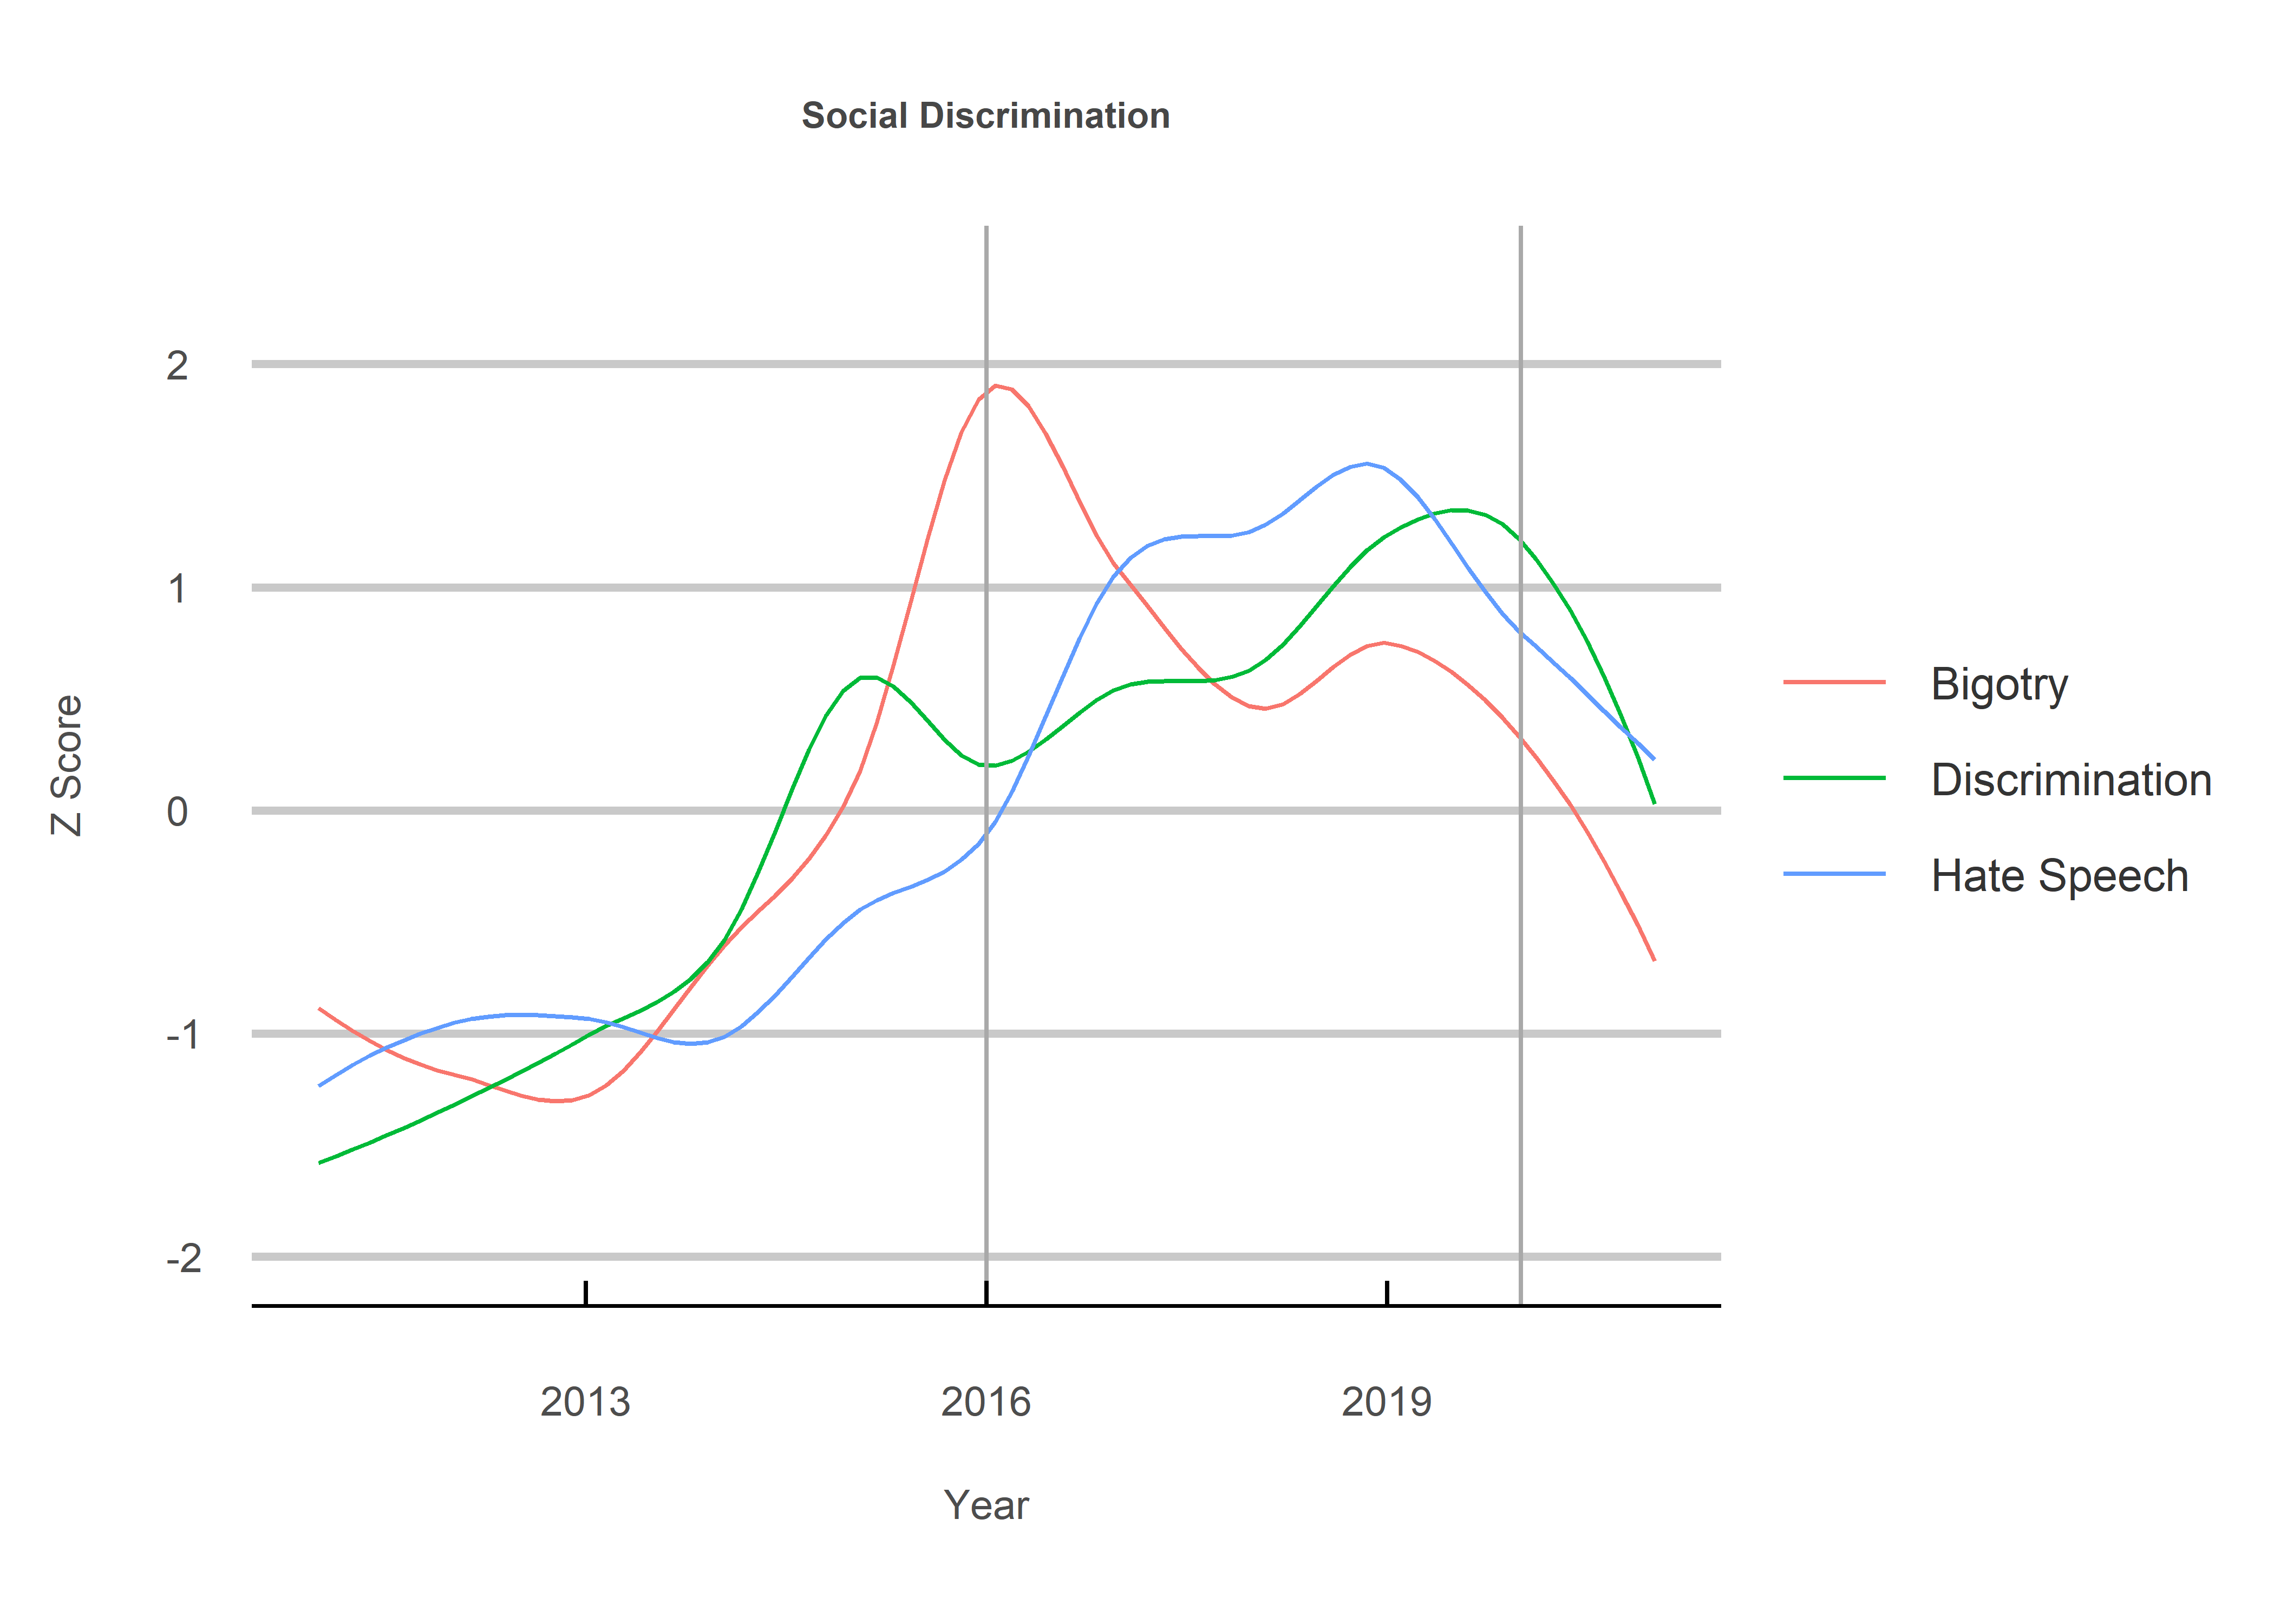 Social Discrimination
2
1
0
-1
-2
Z Score
2013
2016
2019
Year
Bigotry
Discrimination
Hate Speech